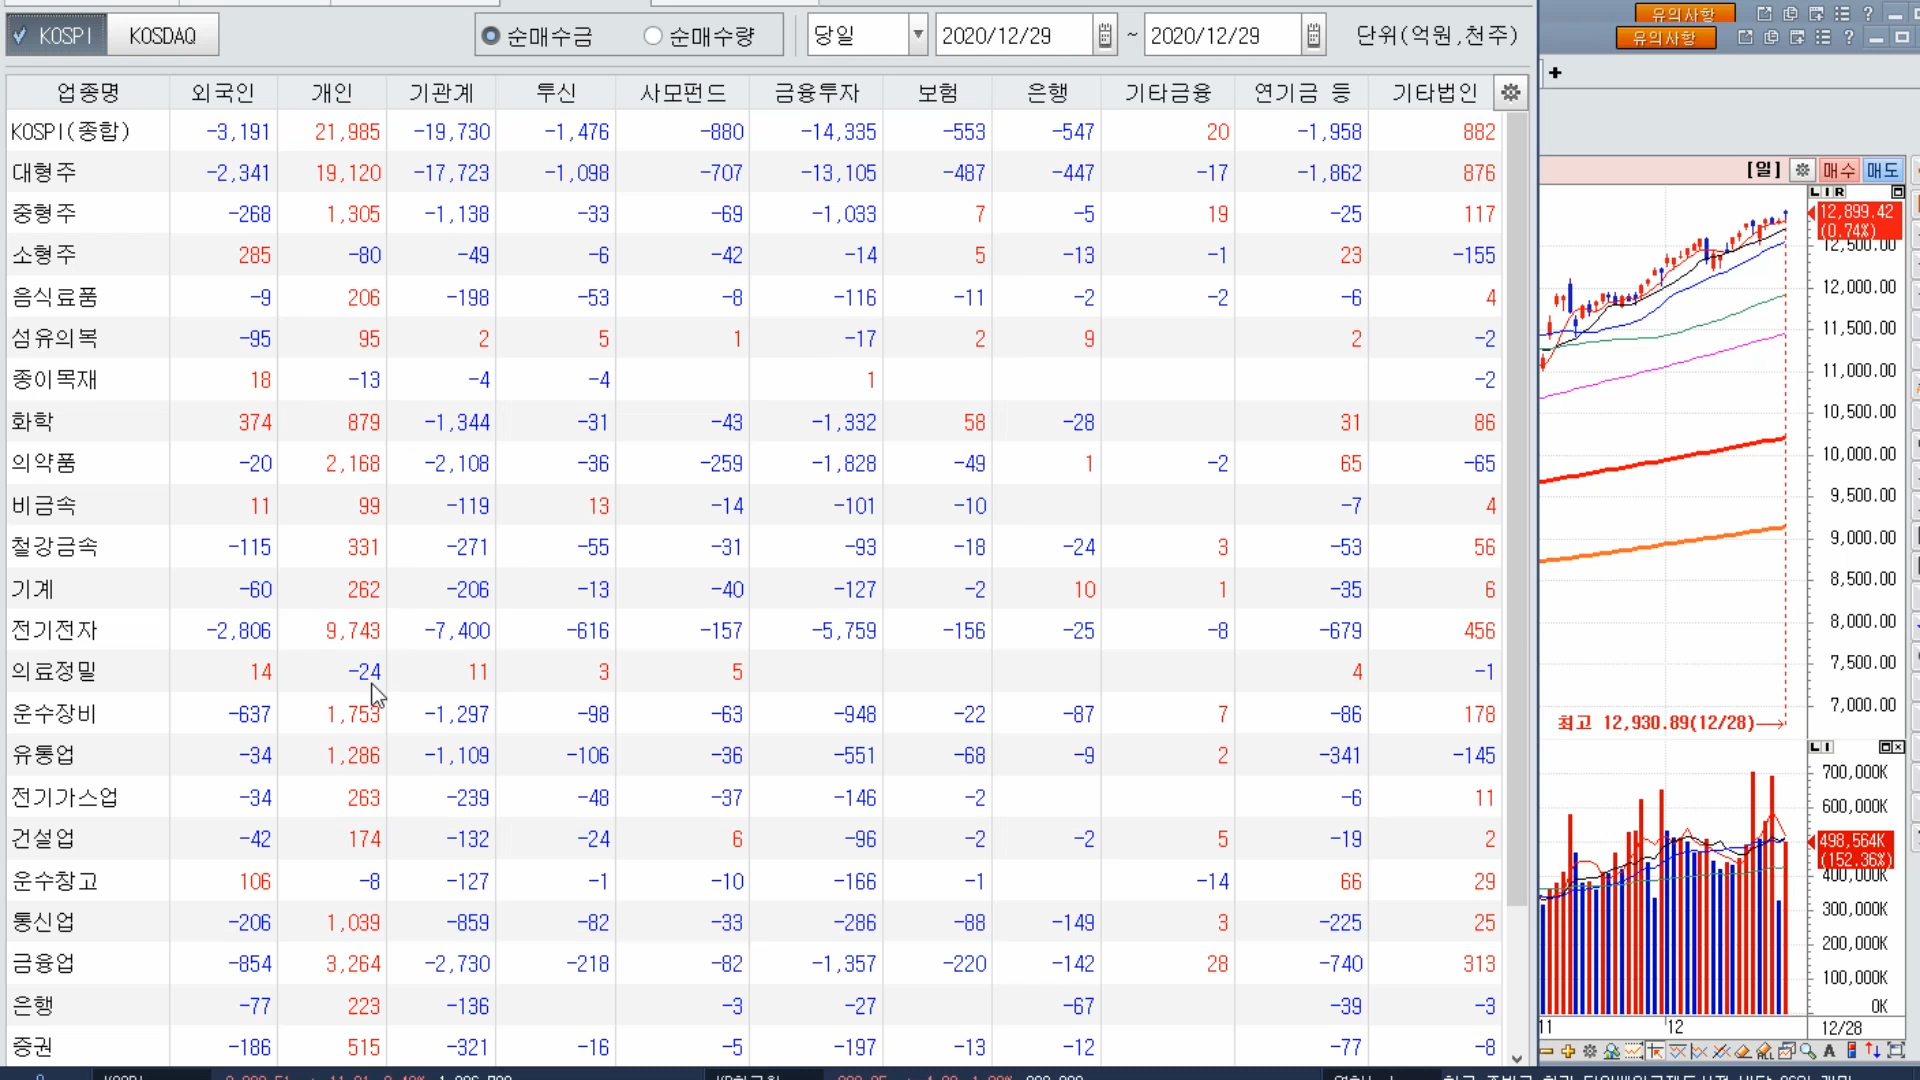 유의사항
유의사항
KOSPI KOSDAQ 순매수금 순매수량 당일 2020/12/29 ~ 2020/12/29 단위(억원,천주)
업종명 외국인 개인 기관계 투신 사모펀드 금융투자 보험 은행 기타금융 연기금 등 기타법인
KOSPI(종합) -3,191 21,985 -19,730 -1,476 -880 -14,335 -553 -547 20 -1,958 882
대형주 -2,341 19,120 -17,723 -1,098 -707 -13,105 -487 -447 -17 -1,862 876
중형주 -268 1,305 -1,138 -33 -69 -1,033 7 -5 19 -25 117
소형주 285 -80 -49 -6 -42 -14 5 -13 -1 23 -155
음식료품 -9 206 -198 -53 -8 -116 -11 -2 -2 -6 4
섬유의복 -95 95 2 5 1 -17 2 9 2 -2
종이목재 18 -13 -4 -4 1 -2
화학 374 879 -1,344 -31 -43 -1,332 58 -28 31 86
의약품 -20 2,168 -2,108 -36 -259 -1,828 -49 1 -2 65 -65
비금속 11 99 -119 13 -14 -101 -10 -7 4
철강금속 -115 331 -271 -55 -31 -93 -18 -24 3 -53 56
기계 -60 262 -206 -13 -40 -127 -2 10 1 -35 6
전기전자 -2,806 9,743 -7,400 -616 -157 -5,759 -156 -25 -8 -679 456
의료정밀 14 -24 11 3 5 4 -1
운수장비 -637 1,753 -1,297 -98 -63 -948 -22 -87 7 -86 178
유통업 -34 1,286 -1,109 -106 -36 -551 -68 -9 2 -341 -145
전기가스업 -34 263 -239 -48 -37 -146 -2 -6 11
건설업 -42 174 -132 -24 6 -96 -2 -2 5 -19 2
운수창고 106 -8 -127 -1 -10 -166 -1 -14 66 29
통신업 -206 1,039 -859 -82 -33 -286 -88 -149 3 -225 25
금융업 -854 3,264 -2,730 -218 -82 -1,357 -220 -142 28 -740 313
은행 -77 223 -136 -3 -27 -67 -39 -3
증권 -186 515 -321 -16 -5 -197 -13 -12 -77 -8
[일] 매수 매도
L I R
12,899.42
(0.74%)
12,500.00
12,000.00
11,500.00
11,000.00
10,500.00
10,000.00
9,500.00
9,000.00
8,500.00
8,000.00
7,500.00
7,000.00
최고 12,930.89(12/28)
L I
700,000K
600,000K
498,564K
(152.36%)
400,000K
300,000K
200,000K
100,000K
0K
11 12 12/28